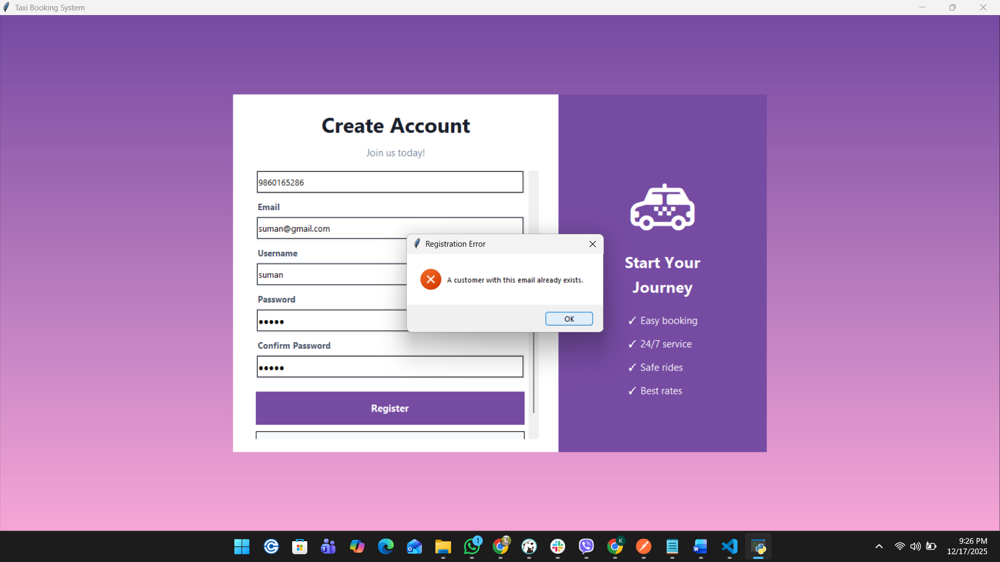 Taxi Booking System
Create Account
Join us today!
9860165286
Email
suman@gmail.com
Username
suman
Password
•••••
Confirm Password
•••••
Register
Registration Error
A customer with this email already exists.
OK
Start Your
Journey
✓ Easy booking
✓ 24/7 service
✓ Safe rides
✓ Best rates
1
K
9:26 PM
12/17/2025